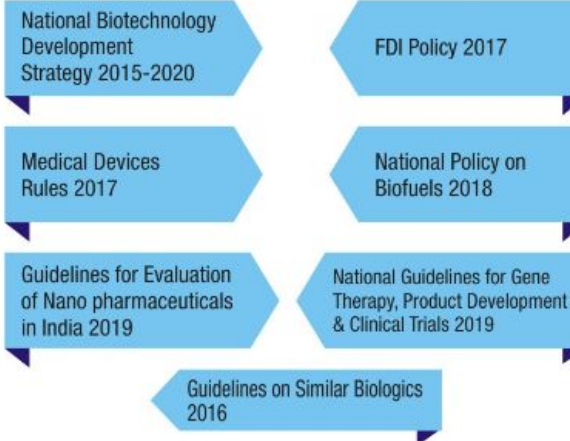 National Biotechnology
Development
Strategy 2015-2020
FDI Policy 2017
Medical Devices
Rules 2017
National Policy on
Biofuels 2018
Guidelines for Evaluation
of Nano pharmaceuticals
in India 2019
National Guidelines for Gene
Therapy, Product Development
& Clinical Trials 2019
Guidelines on Similar Biologics
2016